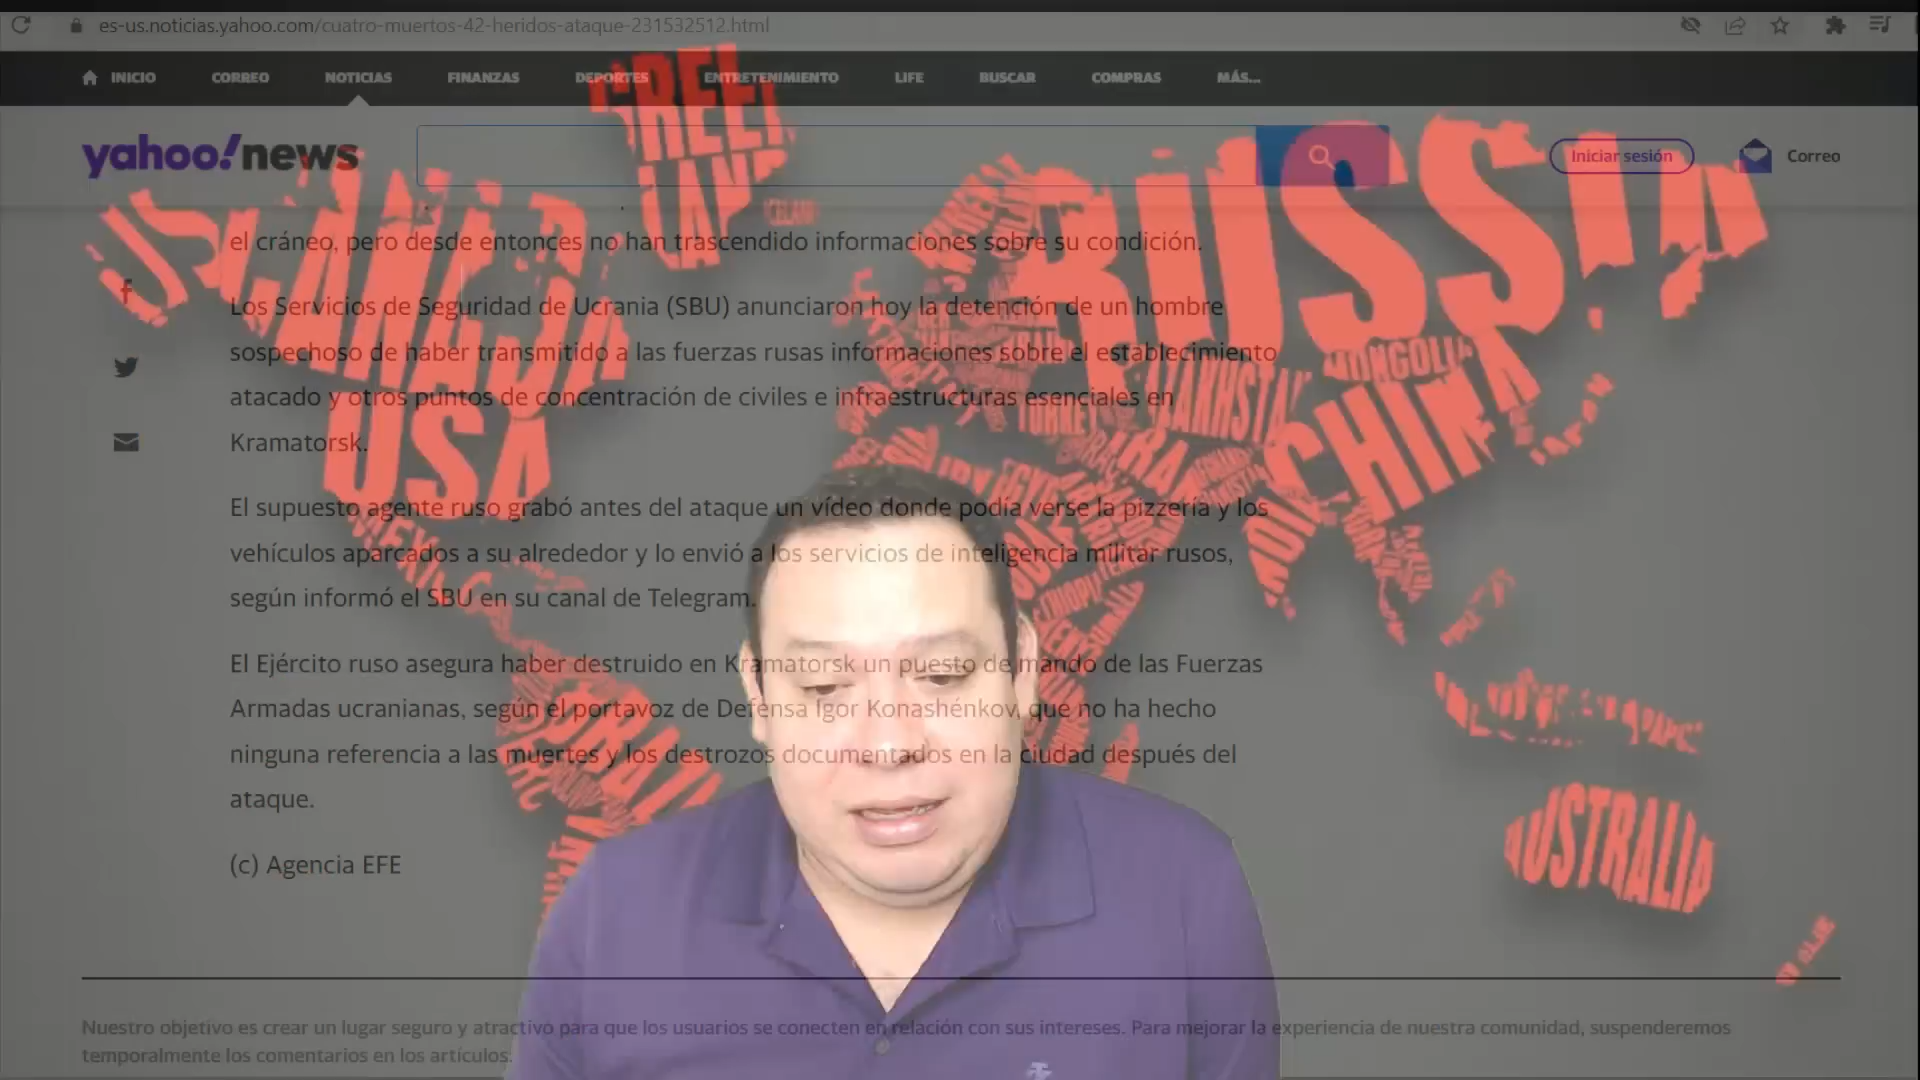 es-us.noticias.yahoo.com/cuatro-muertos-42-heridos-ataque-231532512.html
INICIO CORREO NOTICIAS FINANZAS DEPORTES ENTRETENIMIENTO LIFE BUSCAR COMPRAS MÁS...
yahoo!news
Iniciar sesión
Correo
GREEN
LAND
ICELAND
CANADA
USA
RUSSIA
MONGOLIA
CHINA
INDIA
BRAZIL
AUSTRALIA
el cráneo, pero desde entonces no han trascendido informaciones sobre su condición.
Los Servicios de Seguridad de Ucrania (SBU) anunciaron hoy la detención de un hombre
sospechoso de haber transmitido a las fuerzas rusas informaciones sobre el establecimiento
atacado y otros puntos de concentración de civiles e infraestructuras esenciales en
Kramatorsk.
El supuesto agente ruso grabó antes del ataque un vídeo donde podía verse la pizzería y los
vehículos aparcados a su alrededor y lo envió a los servicios de inteligencia militar rusos,
según informó el SBU en su canal de Telegram.
El Ejército ruso asegura haber destruido en Kramatorsk un puesto de mando de las Fuerzas
Armadas ucranianas, según el portavoz de Defensa Igor Konashénkov, que no ha hecho
ninguna referencia a las muertes y los destrozos documentados en la ciudad después del
ataque.
(c) Agencia EFE
Nuestro objetivo es crear un lugar seguro y atractivo para que los usuarios se conecten en relación con sus intereses. Para mejorar la experiencia de nuestra comunidad, suspenderemos
temporalmente los comentarios en los artículos.